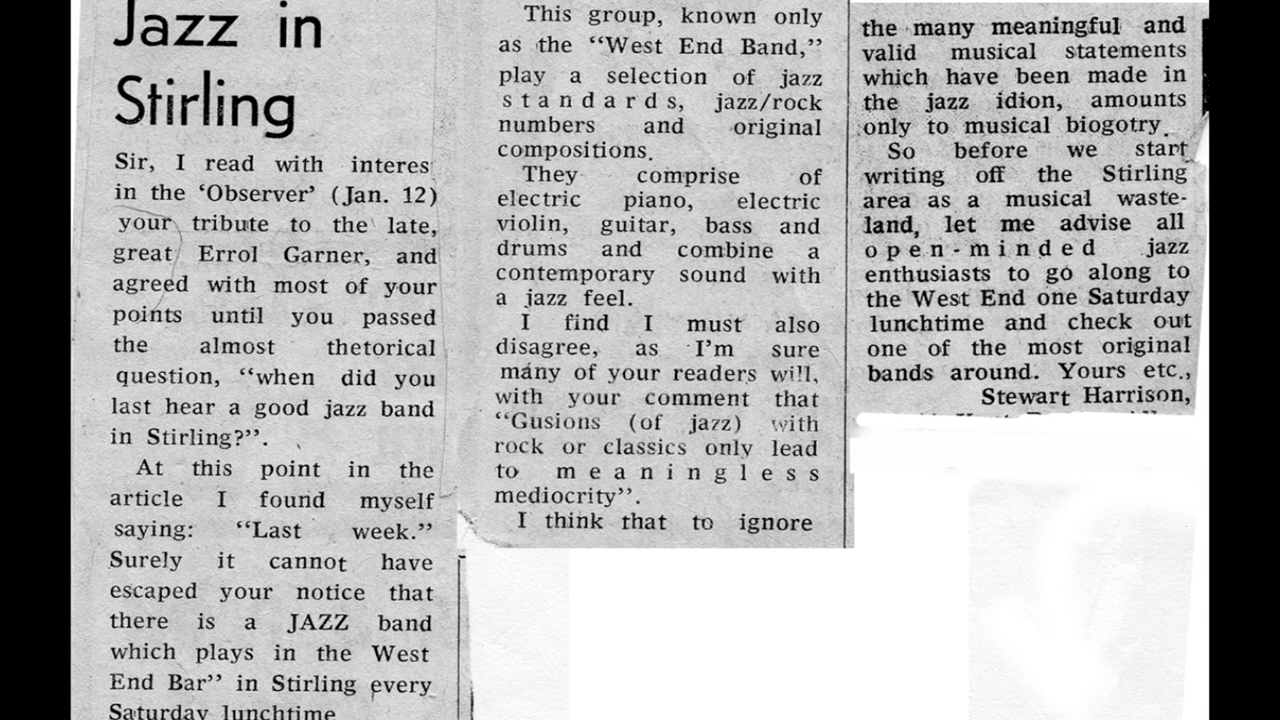 Jazz in
Stirling
Sir, I read with interes
in the ‘Observer’ (Jan. 12)
your tribute to the late,
great Errol Garner, and
agreed with most of your
points until you passed
the almost thetorical
question, “when did you
last hear a good jazz band
in Stirling?”.
At this point in the
article I found myself
saying: “Last week.”
Surely it cannot have
escaped your notice that
there is a JAZZ band
which plays in the West
End Bar” in Stirling every
Saturday lunchtime
This group, known only
as the “West End Band,”
play a selection of jazz
standards, jazz/rock
numbers and original
compositions.
They comprise of
electric piano, electric
violin, guitar, bass and
drums and combine a
contemporary sound with
a jazz feel.
I find I must also
disagree, as I’m sure
many of your readers will,
with your comment that
“Gusions (of jazz) with
rock or classics only lead
to meaningless
mediocrity”.
I think that to ignore
the many meaningful and
valid musical statements
which have been made in
the jazz idion, amounts
only to musical biogotry.
So before we start
writing off the Stirling
area as a musical waste-
land, let me advise all
open-minded jazz
enthusiasts to go along to
the West End one Saturday
lunchtime and check out
one of the most original
bands around. Yours etc.,
Stewart Harrison,